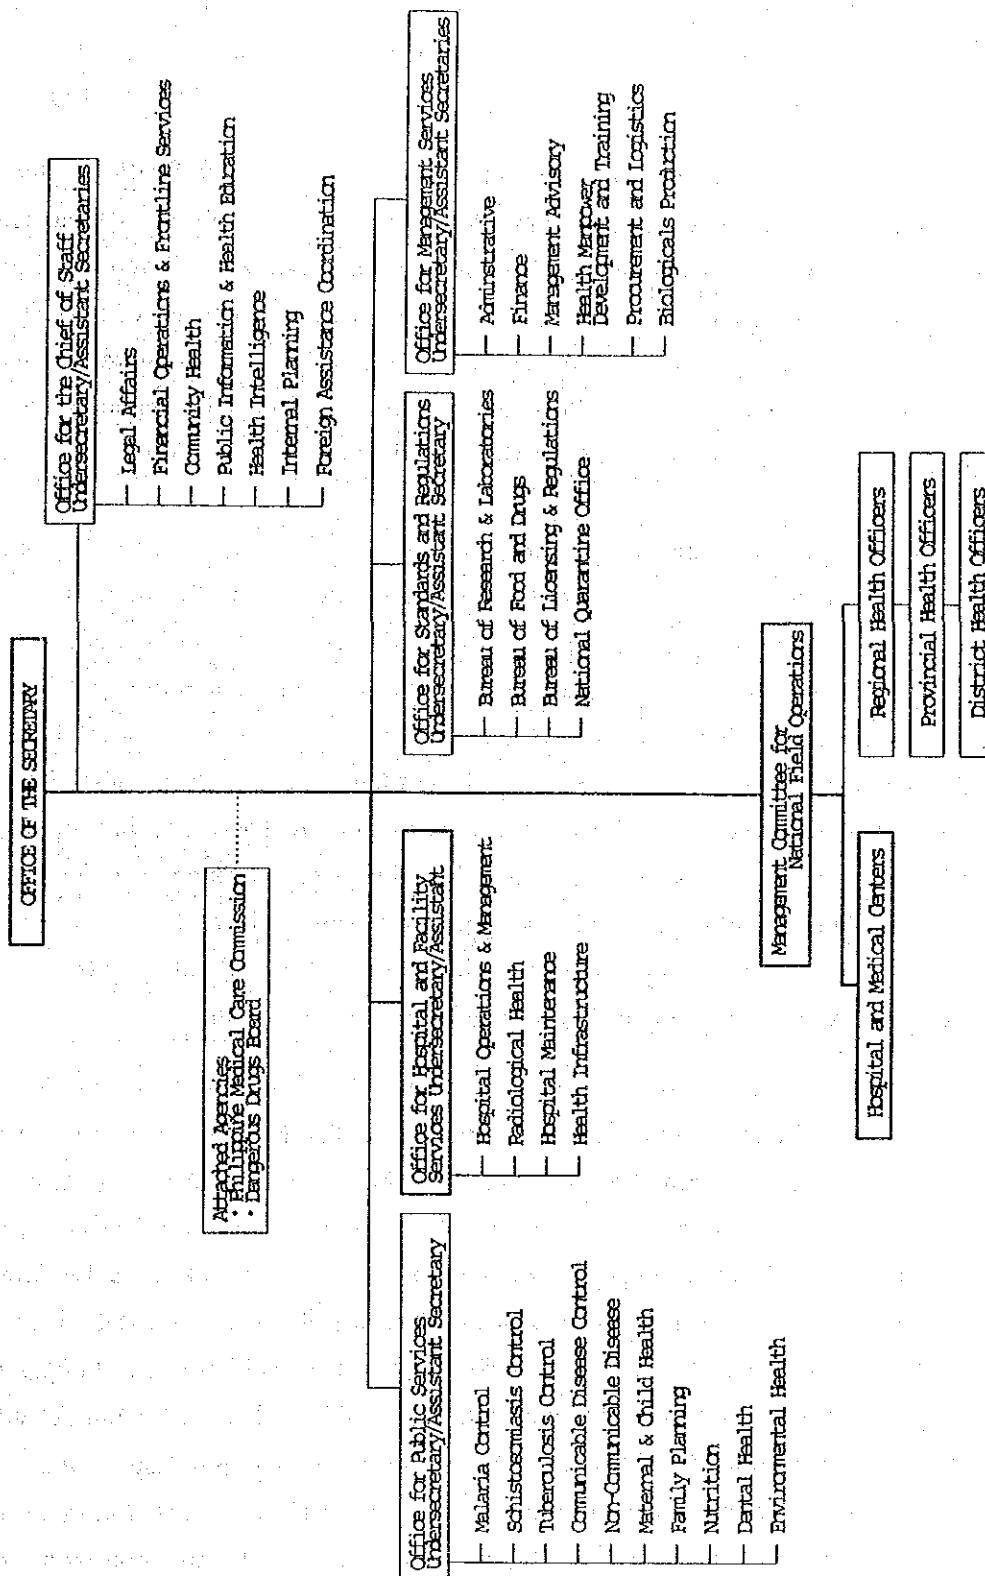 OFFICE OF THE SECRETARY
Office for the Chief of Staff
Undersecretary/Assistant Secretaries
Legal Affairs
Financial Operations & Frontline Services
Community Health
Public Information & Health Education
Health Intelligence
Internal Planning
Foreign Assistance Coordination
Attached Agencies
· Philippine Medical Care Commission
· Dangerous Drugs Board
Office for Public Services
Undersecretary/Assistant Secretary
Malaria Control
Schistosomiasis Control
Tuberculosis Control
Communicable Disease Control
Non-Communicable Disease
Maternal & Child Health
Family Planning
Nutrition
Dental Health
Environmental Health
Office for Hospital and Facility
Services Undersecretary/Assistant
Hospital Operations & Management
Radiological Health
Hospital Maintenance
Health Infrastructure
Office for Standards and Regulations
Undersecretary/Assistant Secretary
Bureau of Research & Laboratories
Bureau of Food and Drugs
Bureau of Licensing & Regulations
National Quarantine Office
Office for Management Services
Undersecretary/Assistant Secretaries
Adminstrative
Finance
Management Advisory
Health Manpower
Development and Training
Procurement and Logistics
Biologicals Production
Management Committee for
National Field Operations
Hospital and Medical Centers
Regional Health Officers
Provincial Health Officers
District Health Officers